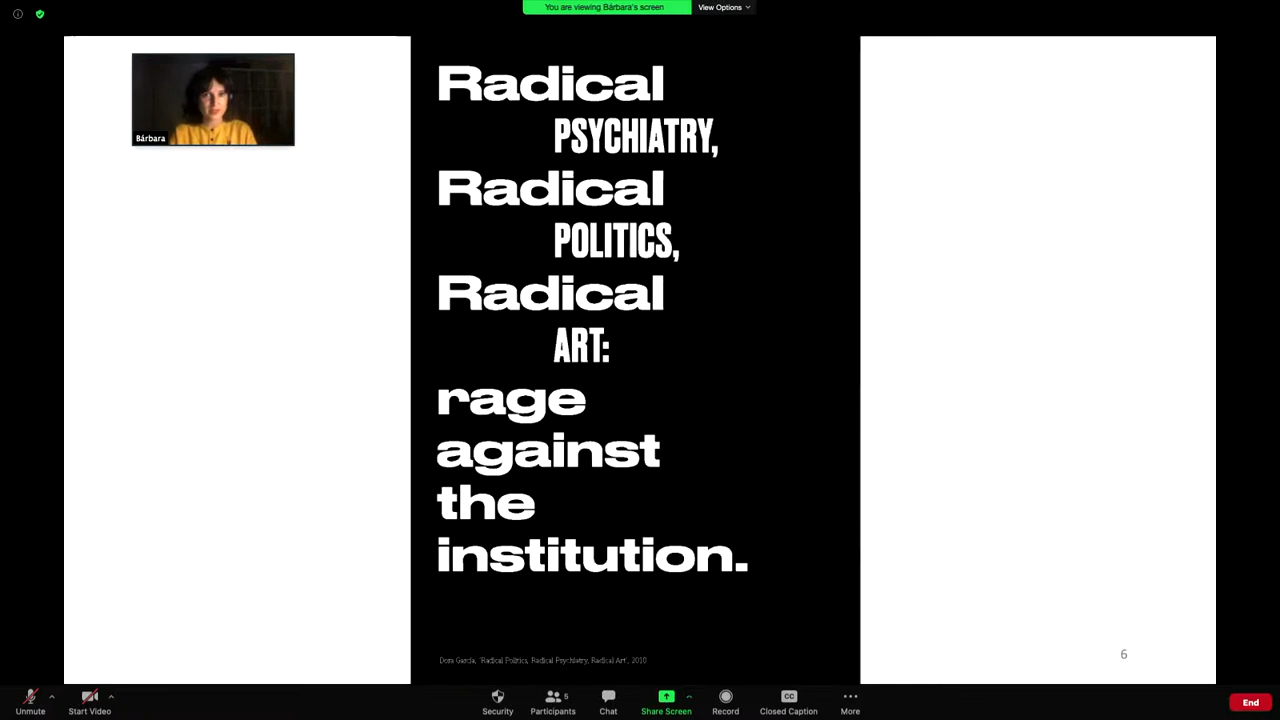 You are viewing Bárbara's screen
View Options
Bárbara
Radical
PSYCHIATRY,
Radical
POLITICS,
Radical
ART:
rage
against
the
institution.
Dora García, "Radical Politics, Radical Psychiatry, Radical Art", 2010
6
Unmute
Start Video
Security
Participants
5
Chat
Share Screen
Record
CC
Closed Caption
More
End